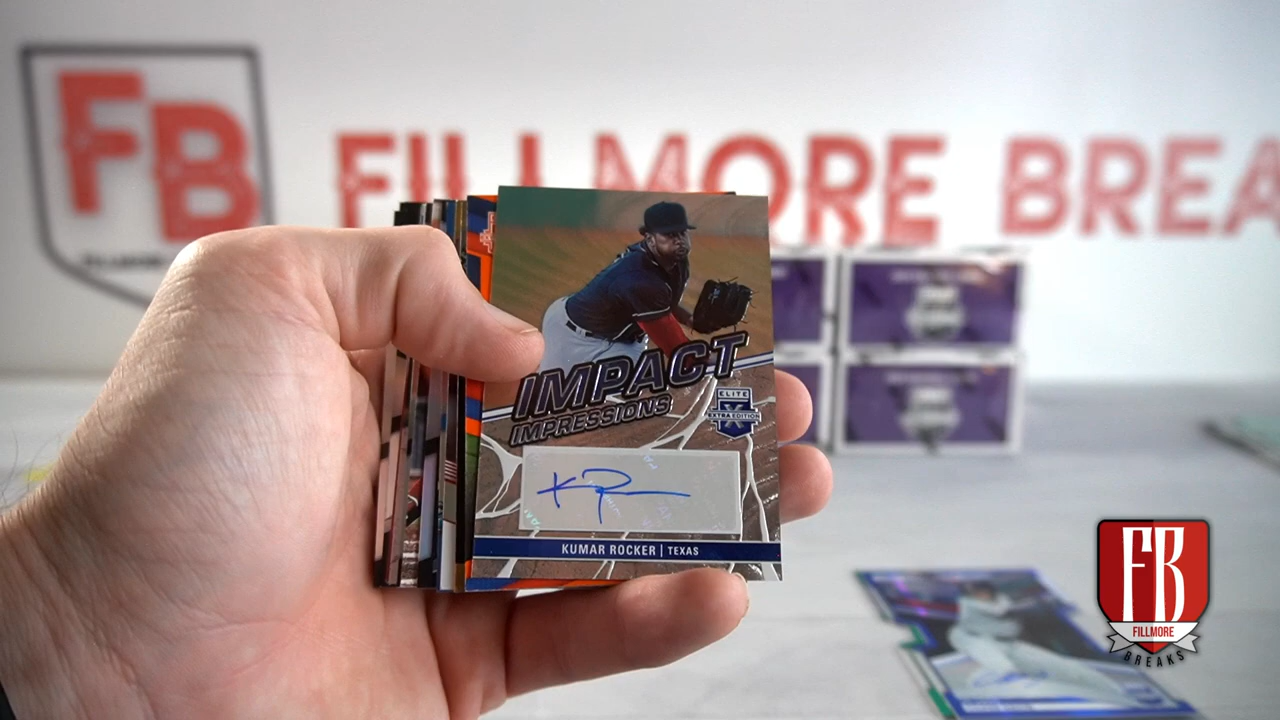 FB
FILLMORE BREA
IMPACT
IMPRESSIONS
ELITE
X
EXTRA EDITION
KUMAR ROCKER | TEXAS
FB
FILLMORE
BREAKS